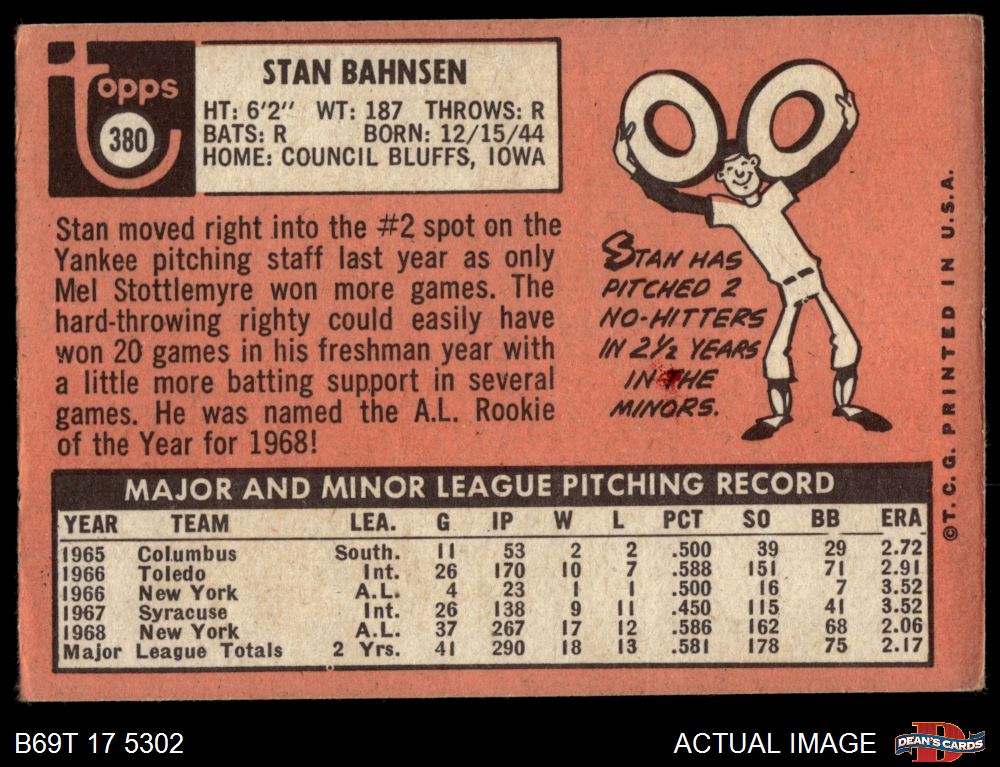 topps
380
STAN BAHNSEN
HT: 6'2" WT: 187 THROWS: R
BATS: R BORN: 12/15/44
HOME: COUNCIL BLUFFS, IOWA
Stan moved right into the #2 spot on the
Yankee pitching staff last year as only
Mel Stottlemyre won more games. The
hard-throwing righty could easily have
won 20 games in his freshman year with
a little more batting support in several
games. He was named the A.L. Rookie
of the Year for 1968!
STAN HAS
PITCHED 2
NO-HITTERS
IN 2½ YEARS
IN THE
MINORS.
©T.C.G. PRINTED IN U.S.A.
MAJOR AND MINOR LEAGUE PITCHING RECORD
YEAR TEAM LEA. G IP W L PCT SO BB ERA
1965 Columbus South. 11 53 2 2 .500 39 29 2.72
1966 Toledo Int. 26 170 10 7 .588 151 71 2.91
1966 New York A.L. 4 23 1 1 .500 16 7 3.52
1967 Syracuse Int. 26 138 9 11 .450 115 41 3.52
1968 New York A.L. 37 267 17 12 .586 162 68 2.06
Major League Totals 2 Yrs. 41 290 18 13 .581 178 75 2.17
B69T 17 5302
ACTUAL IMAGE
D
DEAN'S CARDS